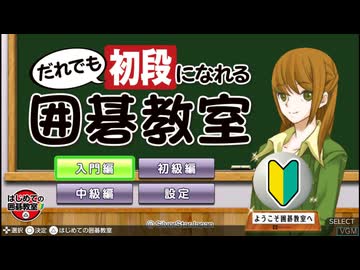 だれでも初段になれる
囲碁教室
入門編
初級編
中級編
設定
はじめての
囲碁教室
ようこそ囲碁教室へ
SELECT
選択 決定 はじめての囲碁教室
VGM